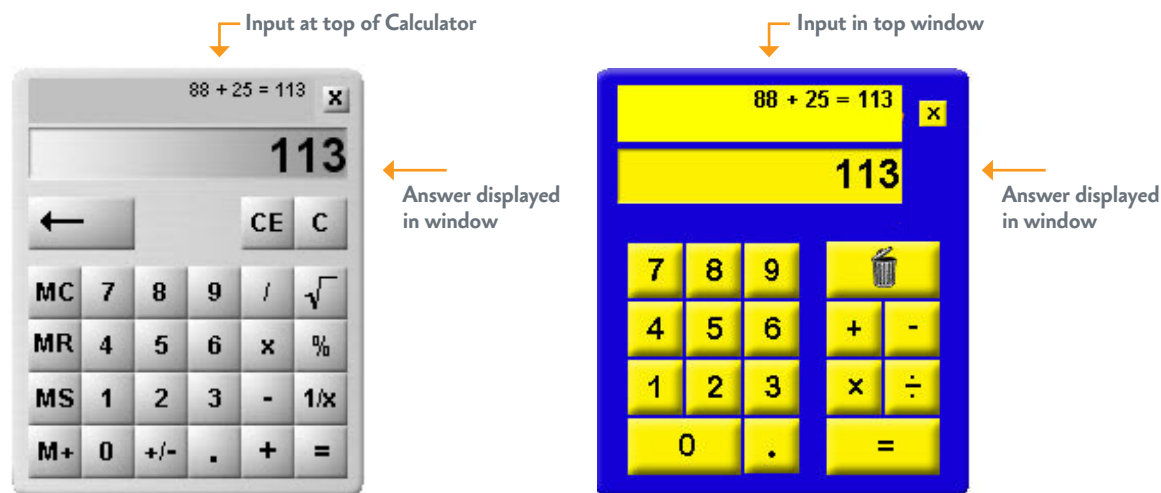 Input at top of Calculator
88 + 25 = 113
X
113
Answer displayed
in window
←
CE C
MC 7 8 9 / √
MR 4 5 6 x %
MS 1 2 3 - 1/x
M+ 0 +/- . + =
Input in top window
88 + 25 = 113
x
113
Answer displayed
in window
7 8 9
4 5 6 + -
1 2 3 × ÷
0 . =